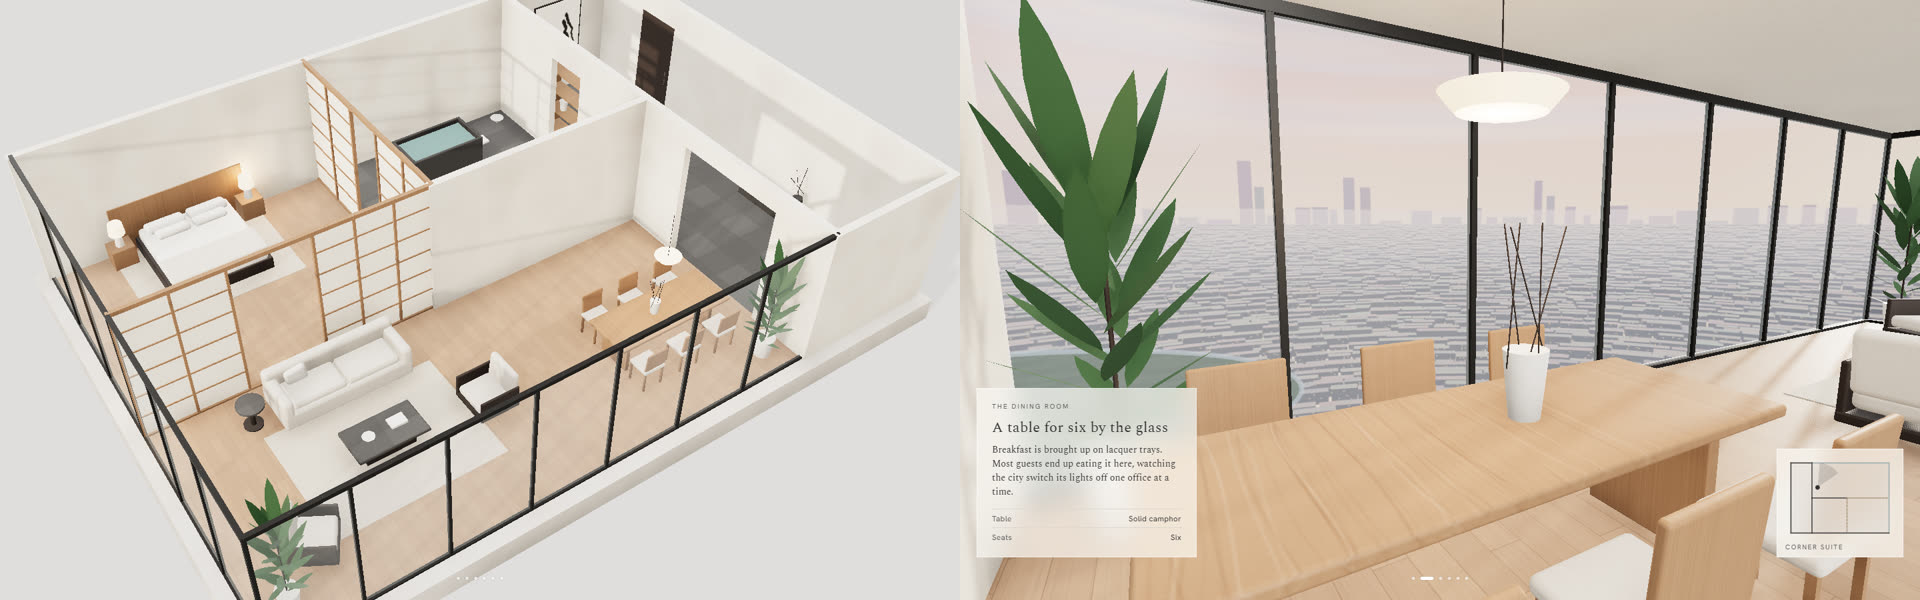 THE DINING ROOM
A table for six by the glass
Breakfast is brought up on lacquer trays.
Most guests end up eating it here, watching
the city switch its lights off one office at a
time.
Table Solid camphor
Seats Six
CORNER SUITE